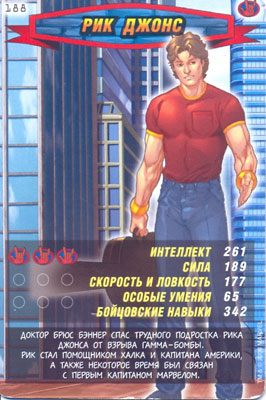 188
РИК ДЖОНС
ИНТЕЛЛЕКТ 261
СИЛА 189
СКОРОСТЬ И ЛОВКОСТЬ 177
ОСОБЫЕ УМЕНИЯ 65
БОЙЦОВСКИЕ НАВЫКИ 342
ДОКТОР БРЮС БЭННЕР СПАС ТРУДНОГО ПОДРОСТКА РИКА
ДЖОНСА ОТ ВЗРЫВА ГАММА-БОМБЫ.
РИК СТАЛ ПОМОЩНИКОМ ХАЛКА И КАПИТАНА АМЕРИКИ,
А ТАКЖЕ НЕКОТОРОЕ ВРЕМЯ БЫЛ СВЯЗАН
С ПЕРВЫМ КАПИТАНОМ МАРВЕЛОМ.